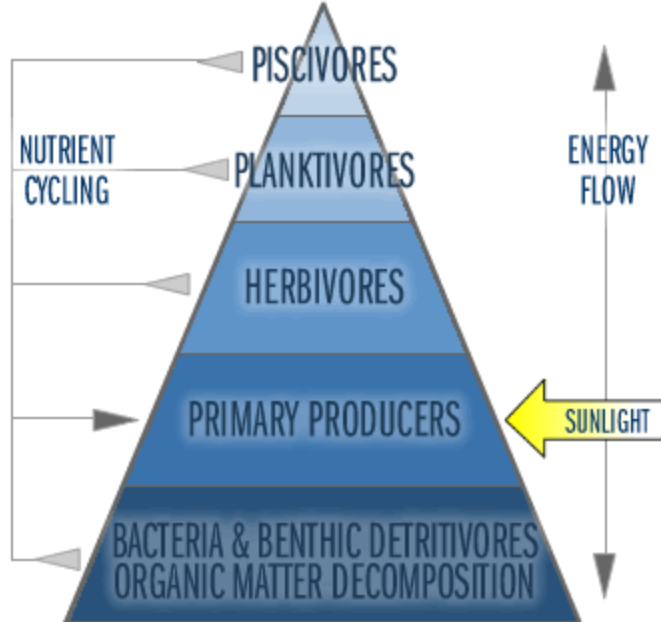 PISCIVORES
NUTRIENT
CYCLING
PLANKTIVORES
ENERGY
FLOW
HERBIVORES
PRIMARY PRODUCERS
SUNLIGHT
BACTERIA & BENTHIC DETRITIVORES
ORGANIC MATTER DECOMPOSITION